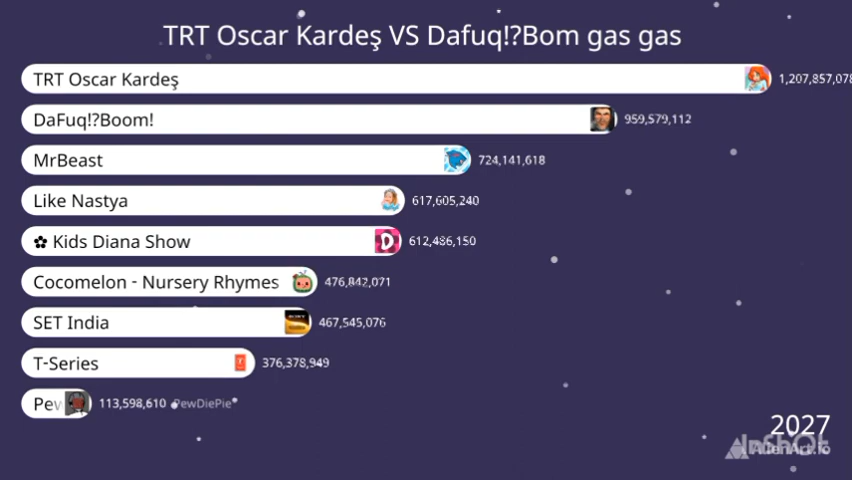 TRT Oscar Kardeş VS Dafuq!?Bom gas gas
TRT Oscar Kardeş 1,207,857,078
DaFuq!?Boom! 959,579,112
MrBeast 724,141,618
Like Nastya 617,605,240
✿ Kids Diana Show 612,486,150
Cocomelon - Nursery Rhymes 476,842,071
SET India 467,545,076
T-Series 376,378,949
Pew 113,598,610 PewDiePie
2027
InShOt